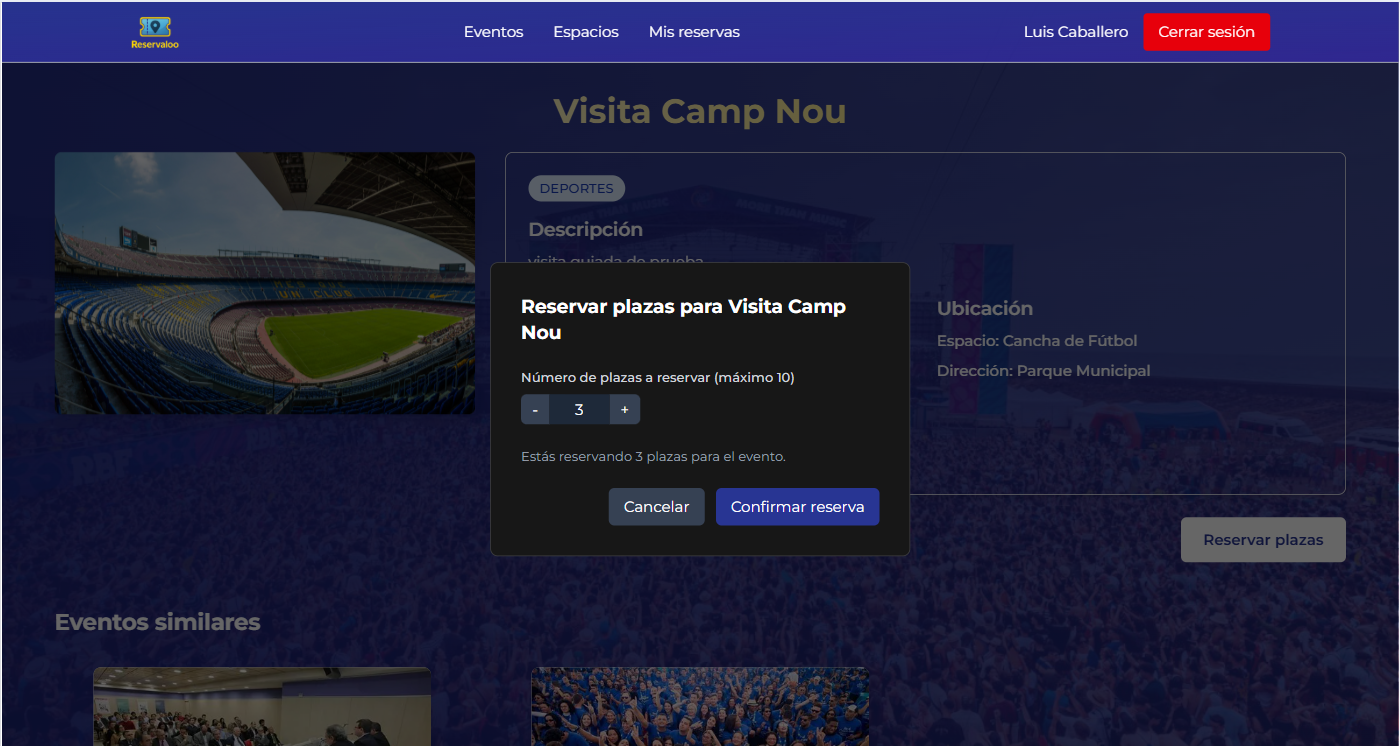 Reservaloo
Eventos
Espacios
Mis reservas
Luis Caballero
Cerrar sesión
Visita Camp Nou
DEPORTES
Descripción
visita guiada de prueba
Reservar plazas para Visita Camp
Nou
Número de plazas a reservar (máximo 10)
- 3 +
Estás reservando 3 plazas para el evento.
Cancelar
Confirmar reserva
Ubicación
Espacio: Cancha de Fútbol
Dirección: Parque Municipal
Reservar plazas
Eventos similares